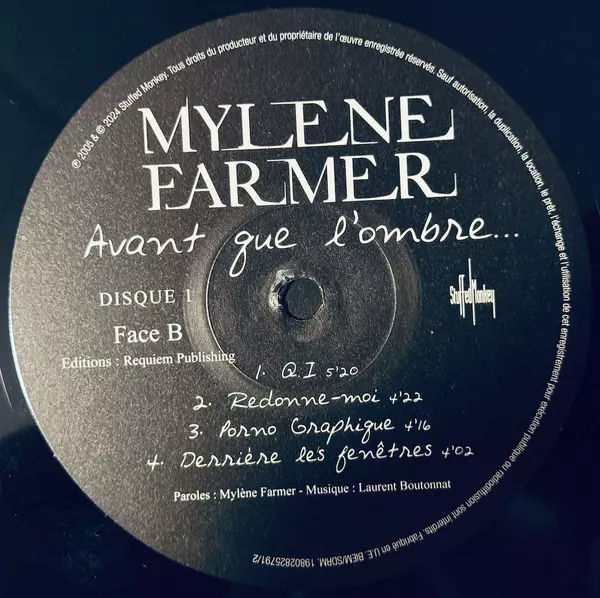 ℗ 2005 & © 2024 Stuffed Monkey. Tous droits du producteur et du propriétaire de l'œuvre enregistrée réservés. Sauf autorisation, la duplication, la location, le prêt, l'échange et l'utilisation de cet enregistrement pour exécution publique ou radiodiffusion sont interdits. Fabriqué en U.E. BIEM/SDRM. 19802825791/2
MYLENE
FARMER
Avant que l'ombre...
DISQUE 1
Stuffed Monkey
Face B
Editions : Requiem Publishing
1. Q.I 5'20
2. Redonne-moi 4'22
3. Porno Graphique 4'16
4. Derrière les fenêtres 4'02
Paroles : Mylène Farmer - Musique : Laurent Boutonnat